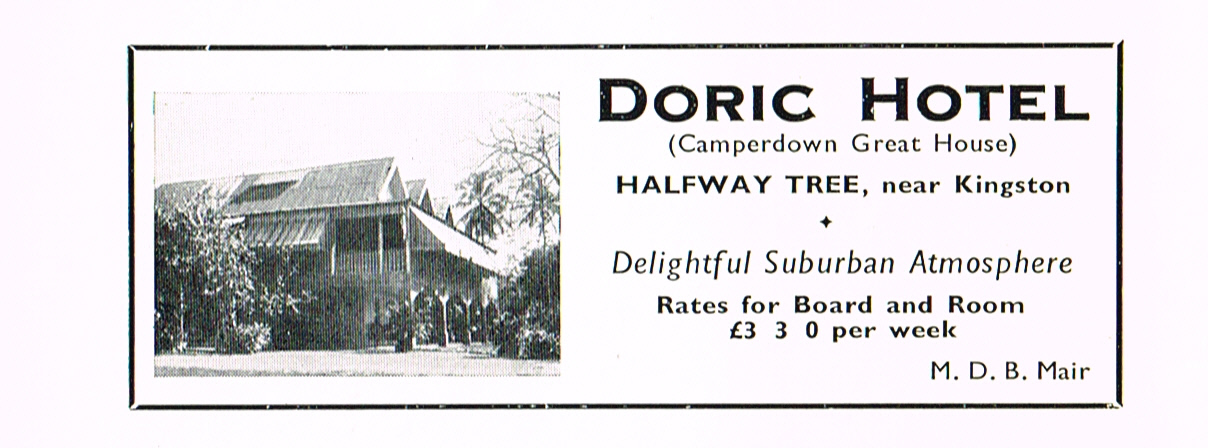 DORIC HOTEL
(Camperdown Great House)
HALFWAY TREE, near Kingston
Delightful Suburban Atmosphere
Rates for Board and Room
£3 3 0 per week
M. D. B. Mair